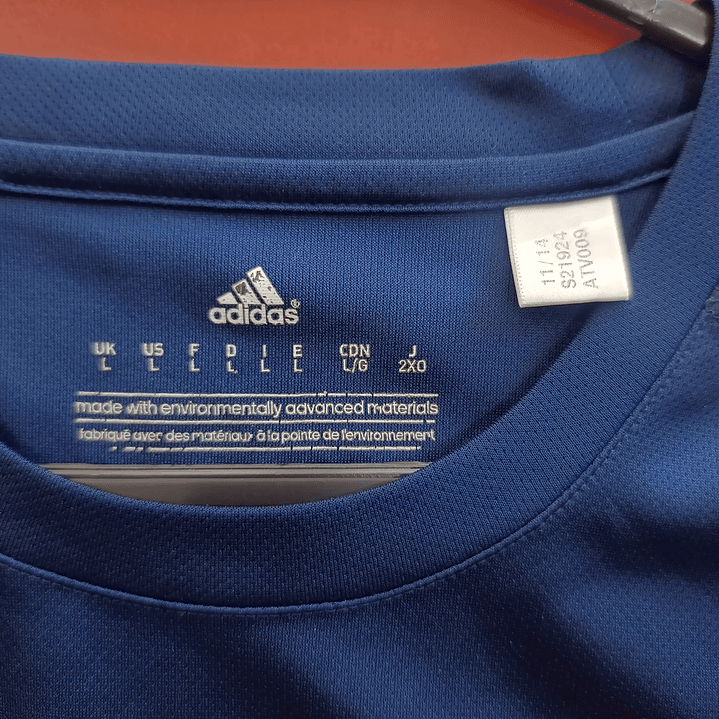 adidas®
UK US F D I E CDN J
L L L L L L L/G 2XO
made with environmentally advanced materials
fabriqué avec des matériaux à la pointe de l'environnement
11/14
S21924
ATV009